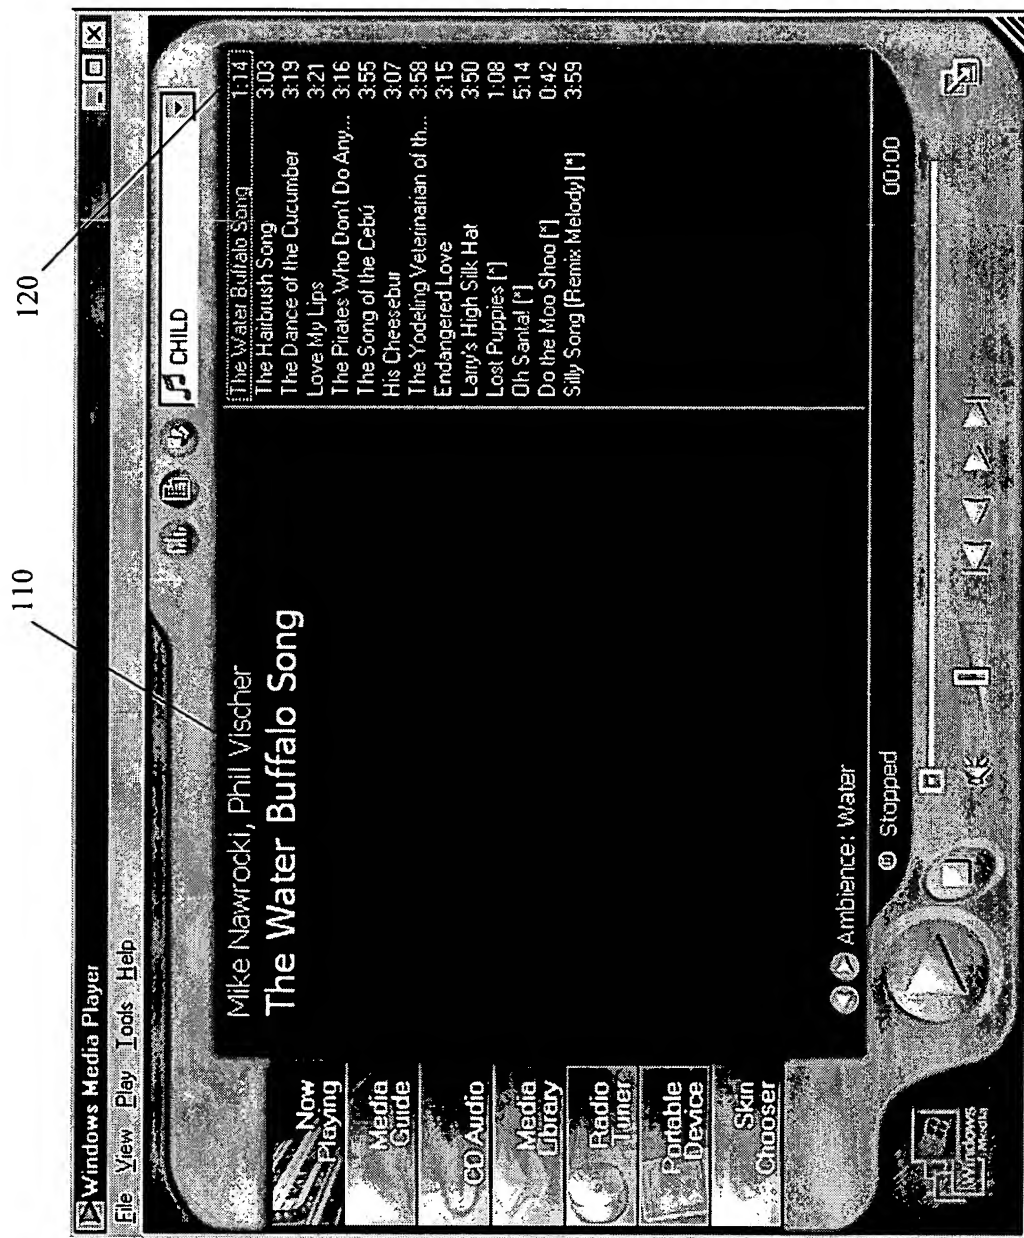 110
120
Windows Media Player
File View Play Tools Help
CHILD
Now Playing
Media Guide
CD Audio
Media Library
Radio Tuner
Portable Device
Skin Chooser
Mike Nawrocki, Phil Vischer
The Water Buffalo Song
The Water Buffalo Song 1:14
The Hairbrush Song 3:03
The Dance of the Cucumber 3:19
Love My Lips 3:21
The Pirates Who Don't Do Any... 3:16
The Song of the Cebú 3:55
His Cheesebur 3:07
The Yodeling Veterinarian of th... 3:58
Endangered Love 3:15
Larry's High Silk Hat 3:50
Lost Puppies [*] 1:08
Oh Santa! [*] 5:14
Do the Moo Shoo [*] 0:42
Silly Song [Remix Melody] [*] 3:59
Ambience: Water
Stopped
00:00
Windows
Media